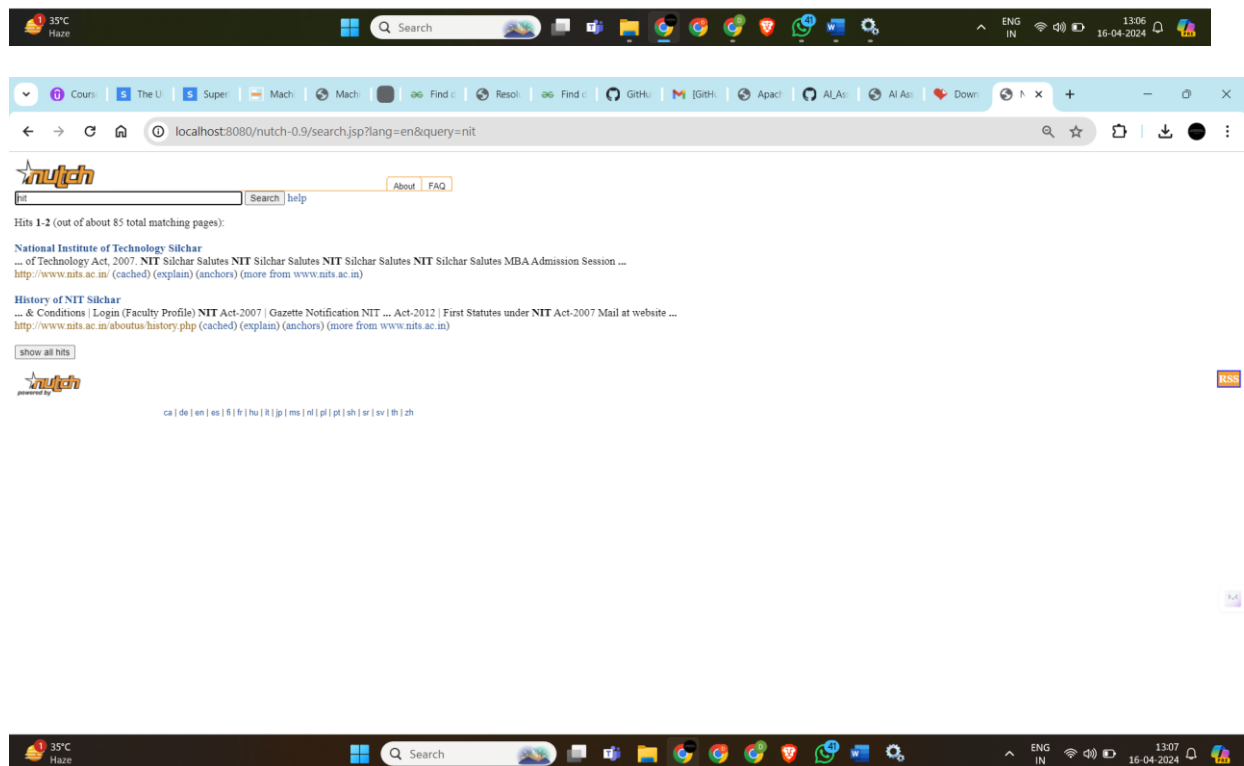 1
35°C
Haze
Search
ENG
IN
13:06
16-04-2024
Cours
The U
Super
Machi
Machi
Find c
Resolu
Find c
GitHu
[GitHu
Apach
AI_As
AI Ass
Down
N
localhost:8080/nutch-0.9/search.jsp?lang=en&query=nit
nutch
About FAQ
nit Search help
Hits 1-2 (out of about 85 total matching pages):
National Institute of Technology Silchar
... of Technology Act, 2007. NIT Silchar Salutes NIT Silchar Salutes NIT Silchar Salutes NIT Silchar Salutes MBA Admission Session ...
http://www.nits.ac.in/ (cached) (explain) (anchors) (more from www.nits.ac.in)
History of NIT Silchar
... & Conditions | Login (Faculty Profile) NIT Act-2007 | Gazette Notification NIT ... Act-2012 | First Statutes under NIT Act-2007 Mail at website ...
http://www.nits.ac.in/aboutus/history.php (cached) (explain) (anchors) (more from www.nits.ac.in)
show all hits
nutch
powered by
RSS
ca | de | en | es | fi | fr | hu | it | jp | ms | nl | pl | pt | sh | sr | sv | th | zh
1
35°C
Haze
Search
41
ENG
IN
13:07
16-04-2024